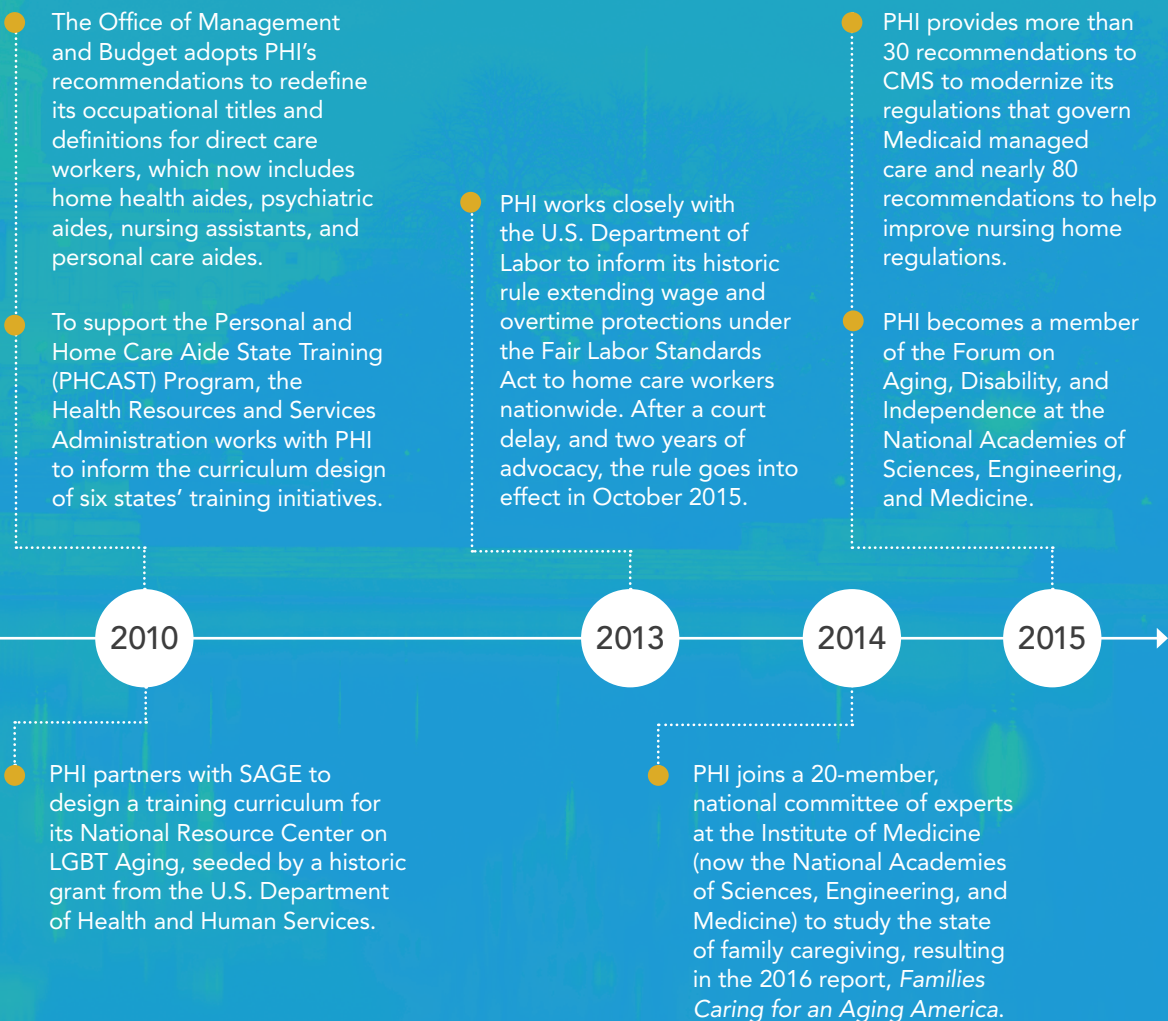 The Office of Management
and Budget adopts PHI’s
recommendations to redefine
its occupational titles and
definitions for direct care
workers, which now includes
home health aides, psychiatric
aides, nursing assistants, and
personal care aides.
To support the Personal and
Home Care Aide State Training
(PHCAST) Program, the
Health Resources and Services
Administration works with PHI
to inform the curriculum design
of six states’ training initiatives.
PHI works closely with
the U.S. Department of
Labor to inform its historic
rule extending wage and
overtime protections under
the Fair Labor Standards
Act to home care workers
nationwide. After a court
delay, and two years of
advocacy, the rule goes into
effect in October 2015.
PHI provides more than
30 recommendations to
CMS to modernize its
regulations that govern
Medicaid managed
care and nearly 80
recommendations to help
improve nursing home
regulations.
PHI becomes a member
of the Forum on
Aging, Disability, and
Independence at the
National Academies of
Sciences, Engineering,
and Medicine.
2010
2013
2014
2015
PHI partners with SAGE to
design a training curriculum for
its National Resource Center on
LGBT Aging, seeded by a historic
grant from the U.S. Department
of Health and Human Services.
PHI joins a 20-member,
national committee of experts
at the Institute of Medicine
(now the National Academies
of Sciences, Engineering, and
Medicine) to study the state
of family caregiving, resulting
in the 2016 report, Families
Caring for an Aging America.